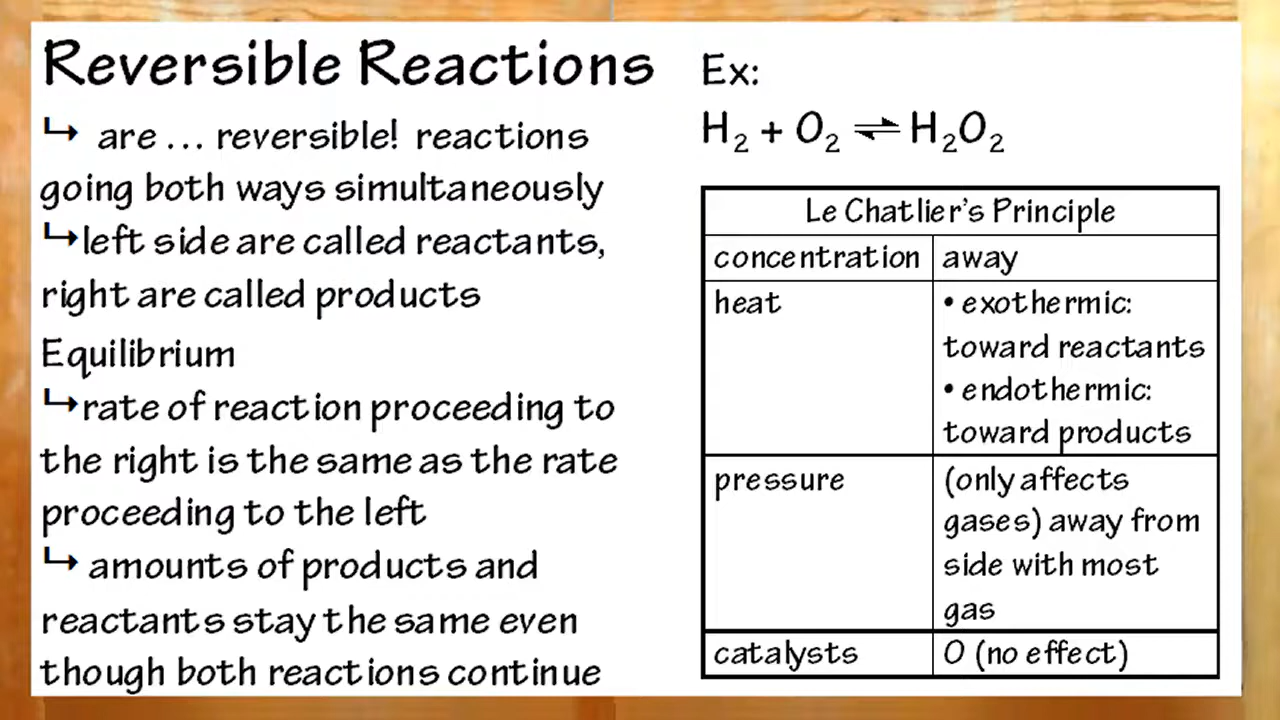 Reversible Reactions
↳ are ... reversible! reactions
going both ways simultaneously
↳left side are called reactants,
right are called products
Equilibrium
↳rate of reaction proceeding to
the right is the same as the rate
proceeding to the left
↳ amounts of products and
reactants stay the same even
though both reactions continue
Ex:
H₂ + O₂ ⇌ H₂O₂
Le Chatlier's Principle
concentration away
heat • exothermic:
toward reactants
• endothermic:
toward products
pressure (only affects
gases) away from
side with most
gas
catalysts 0 (no effect)